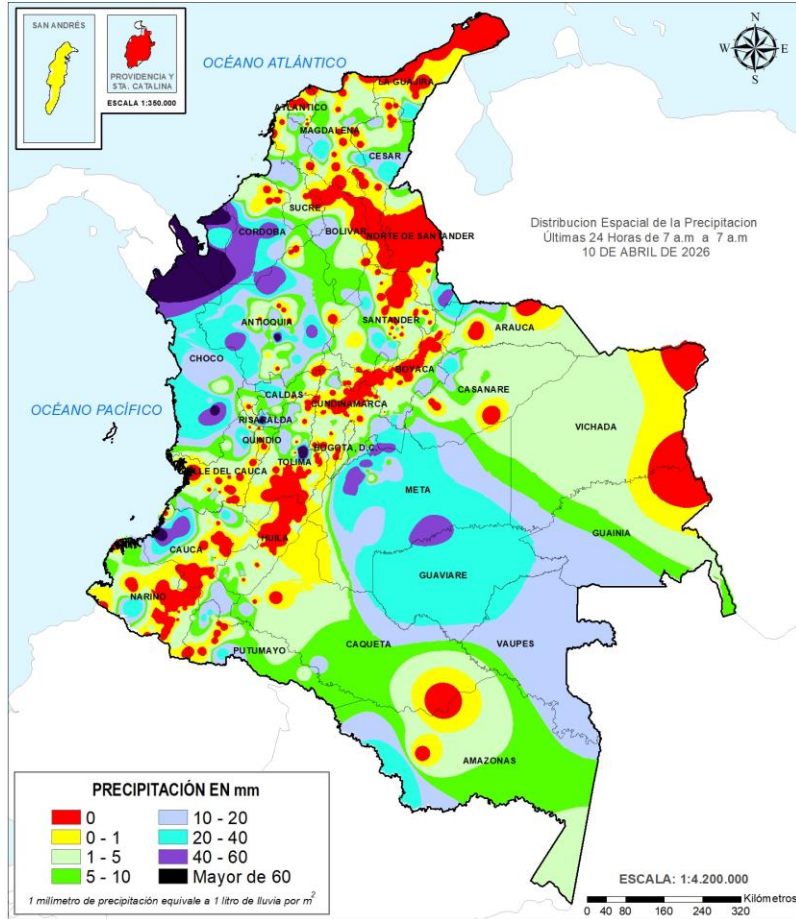 SAN ANDRÉS
PROVIDENCIA Y
STA. CATALINA
ESCALA 1:350.000
OCÉANO ATLÁNTICO
N
W
E
S
LA GUAJIRA
ATLANTICO
MAGDALENA
CESAR
SUCRE
CORDOBA
BOLIVAR
NORTE DE SANTANDER
Distribucion Espacial de la Precipitacion
Últimas 24 Horas de 7 a.m a 7 a.m
10 DE ABRIL DE 2026
ANTIOQUIA
SANTANDER
ARAUCA
CHOCO
BOYACA
CASANARE
OCÉANO PACÍFICO
CALDAS
CUNDINAMARCA
VICHADA
RISARALDA
QUINDIO
BOGOTA, D.C.
TOLIMA
VALLE DEL CAUCA
META
GUAINIA
CAUCA
HUILA
GUAVIARE
NARIÑO
PUTUMAYO
CAQUETA
VAUPES
AMAZONAS
PRECIPITACIÓN EN mm
0
10 - 20
0 - 1
20 - 40
1 - 5
40 - 60
5 - 10
Mayor de 60
1 milímetro de precipitación equivale a 1 litro de lluvia por m²
ESCALA: 1:4.200.000
Kilómetros
0 40 80 160 240 320